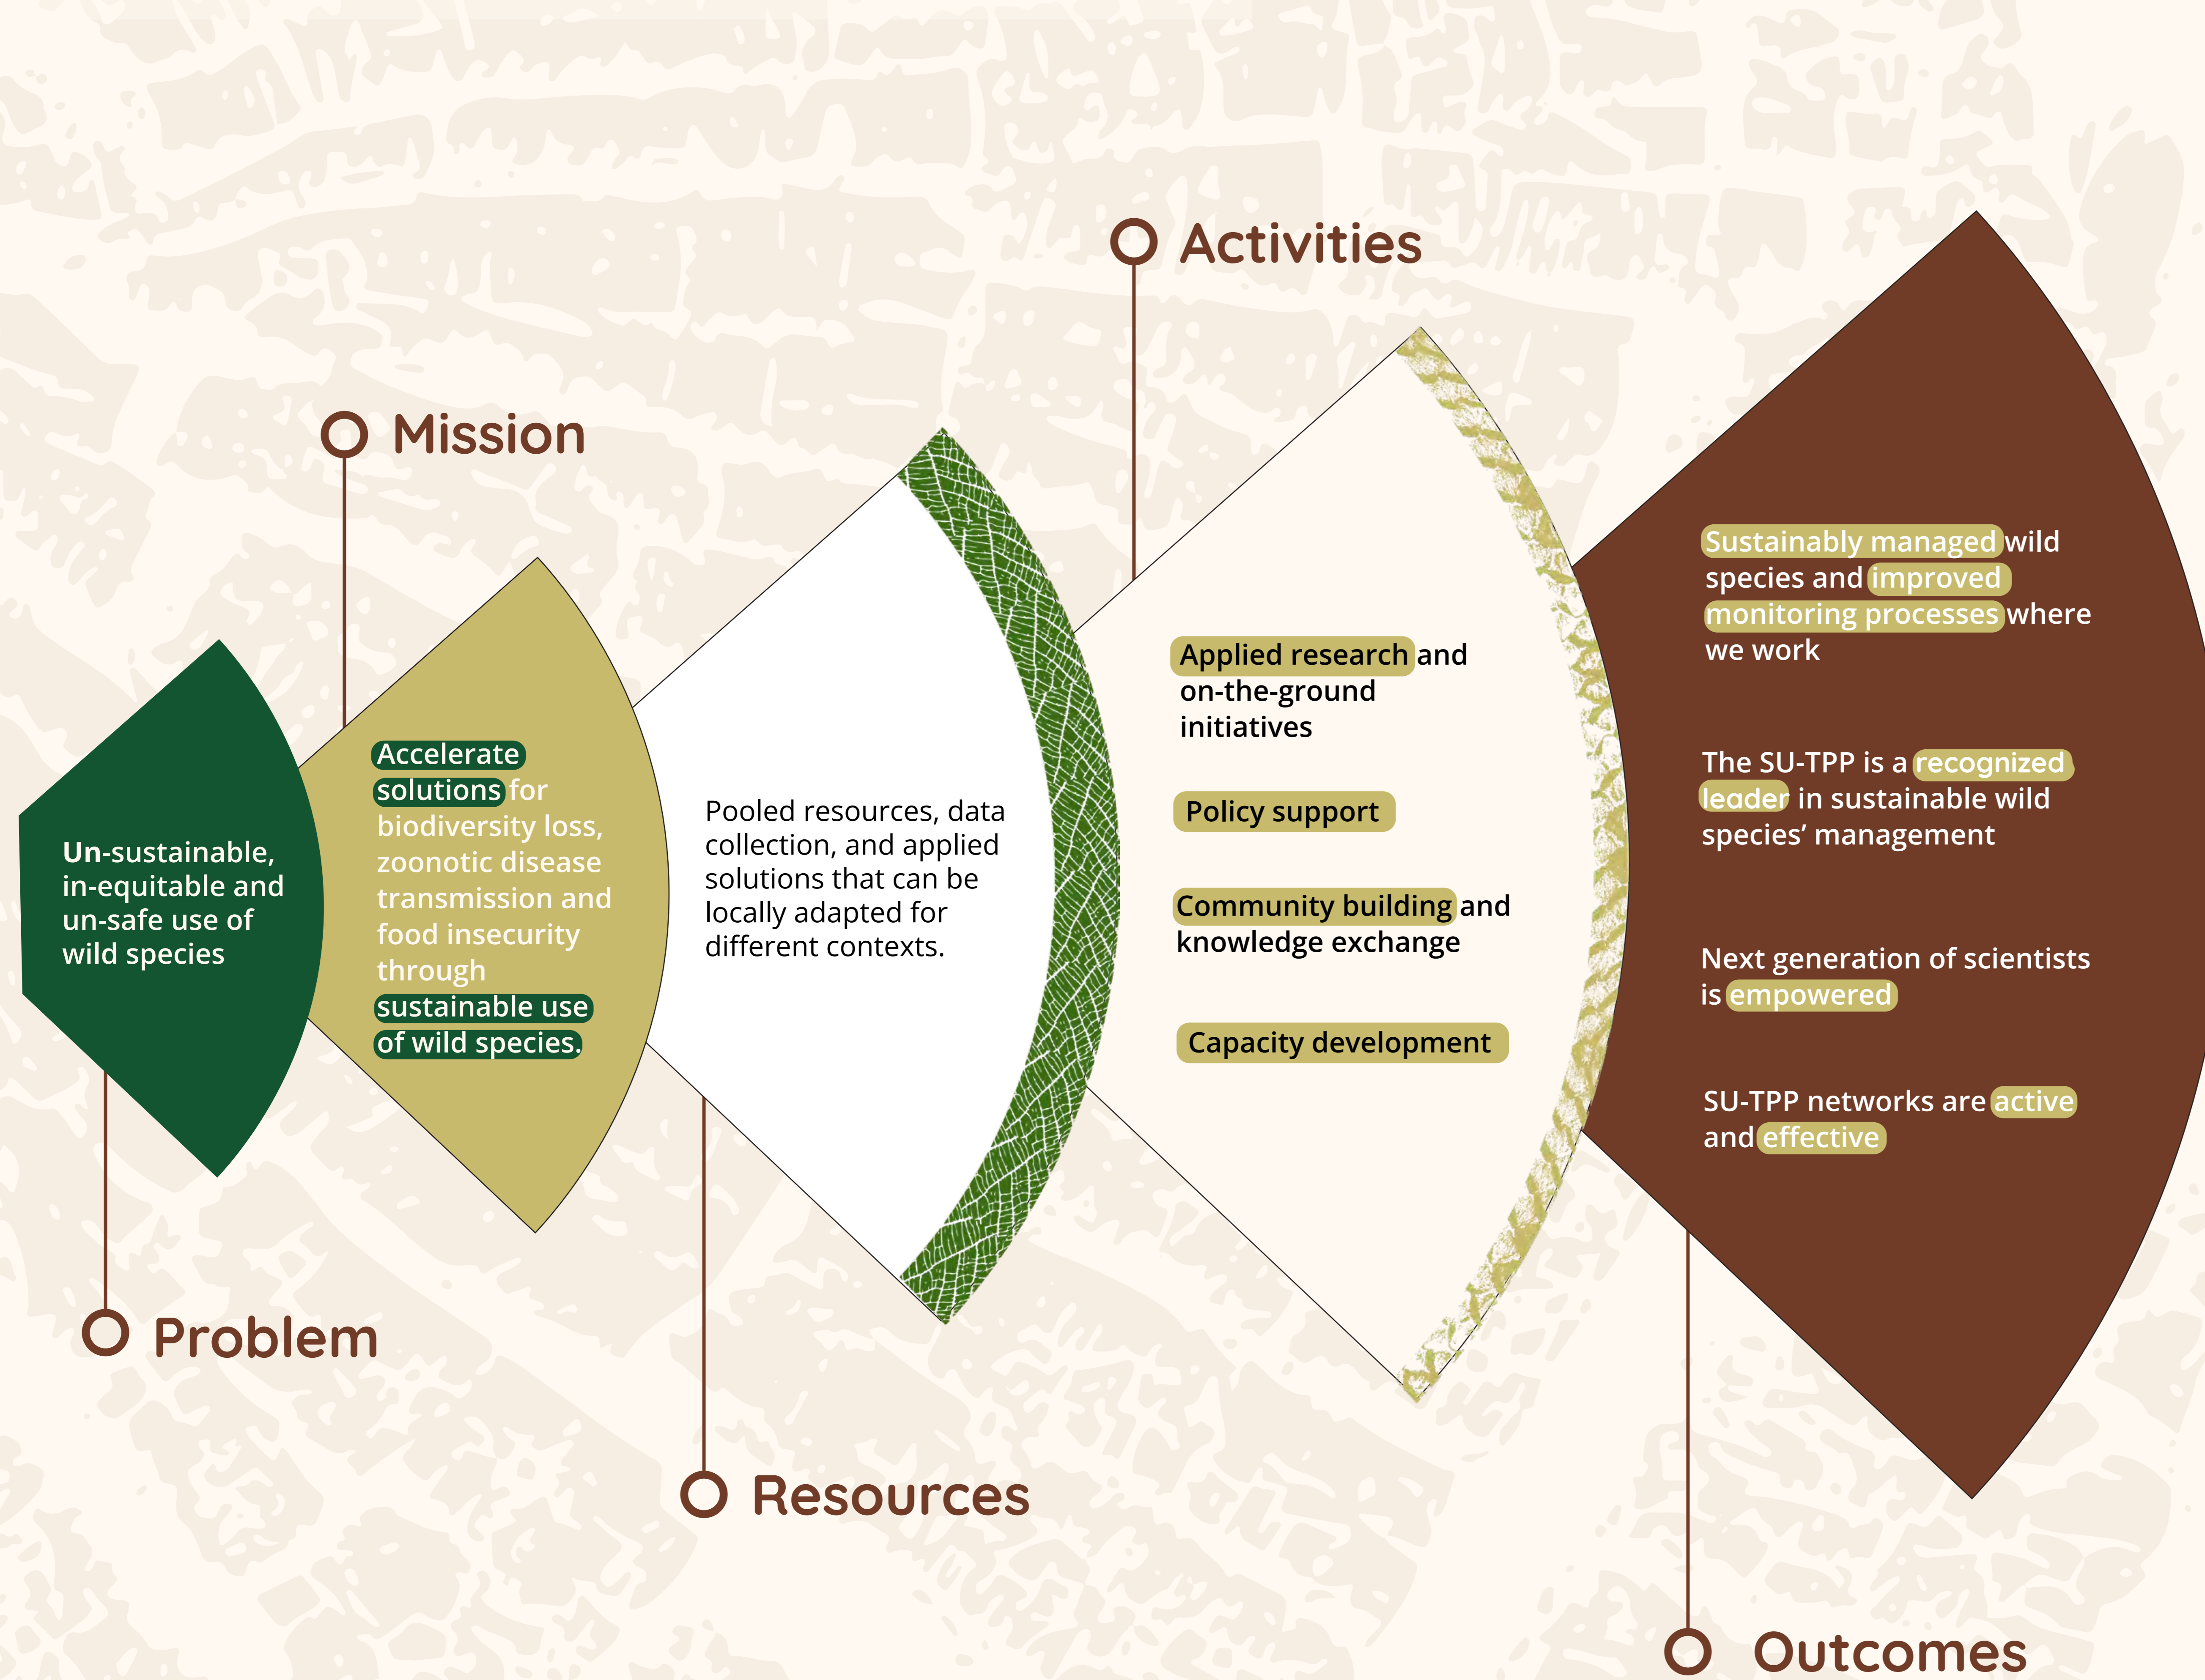 Problem
Un-sustainable,
in-equitable and
un-safe use of
wild species
Mission
Accelerate
solutions for
biodiversity loss,
zoonotic disease
transmission and
food insecurity
through
sustainable use
of wild species.
Resources
Pooled resources, data
collection, and applied
solutions that can be
locally adapted for
different contexts.
Activities
Applied research and
on-the-ground
initiatives
Policy support
Community building and
knowledge exchange
Capacity development
Outcomes
Sustainably managed wild
species and improved
monitoring processes where
we work
The SU-TPP is a recognized
leader in sustainable wild
species’ management
Next generation of scientists
is empowered
SU-TPP networks are active
and effective